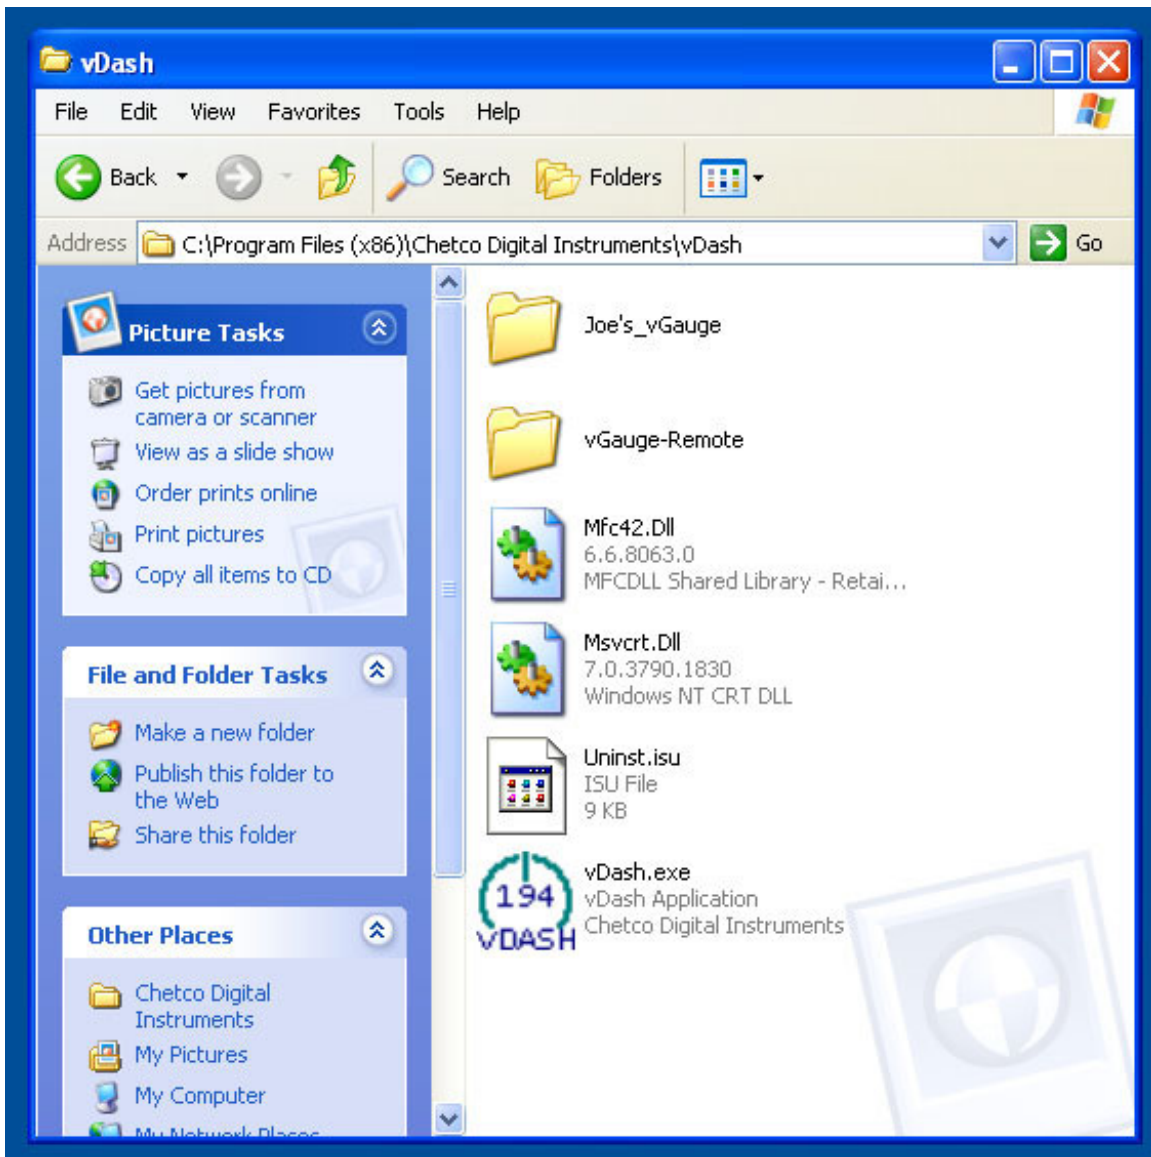 vDash
File Edit View Favorites Tools Help
Back Search Folders
Address C:\Program Files (x86)\Chetco Digital Instruments\vDash Go
Picture Tasks
Get pictures from
camera or scanner
View as a slide show
Order prints online
Print pictures
Copy all items to CD
File and Folder Tasks
Make a new folder
Publish this folder to
the Web
Share this folder
Other Places
Chetco Digital
Instruments
My Pictures
My Computer
My Network Places
Joe's_vGauge
vGauge-Remote
Mfc42.Dll
6.6.8063.0
MFCDLL Shared Library - Retai...
Msvcrt.Dll
7.0.3790.1830
Windows NT CRT DLL
Uninst.isu
ISU File
9 KB
194
VDASH
vDash.exe
vDash Application
Chetco Digital Instruments